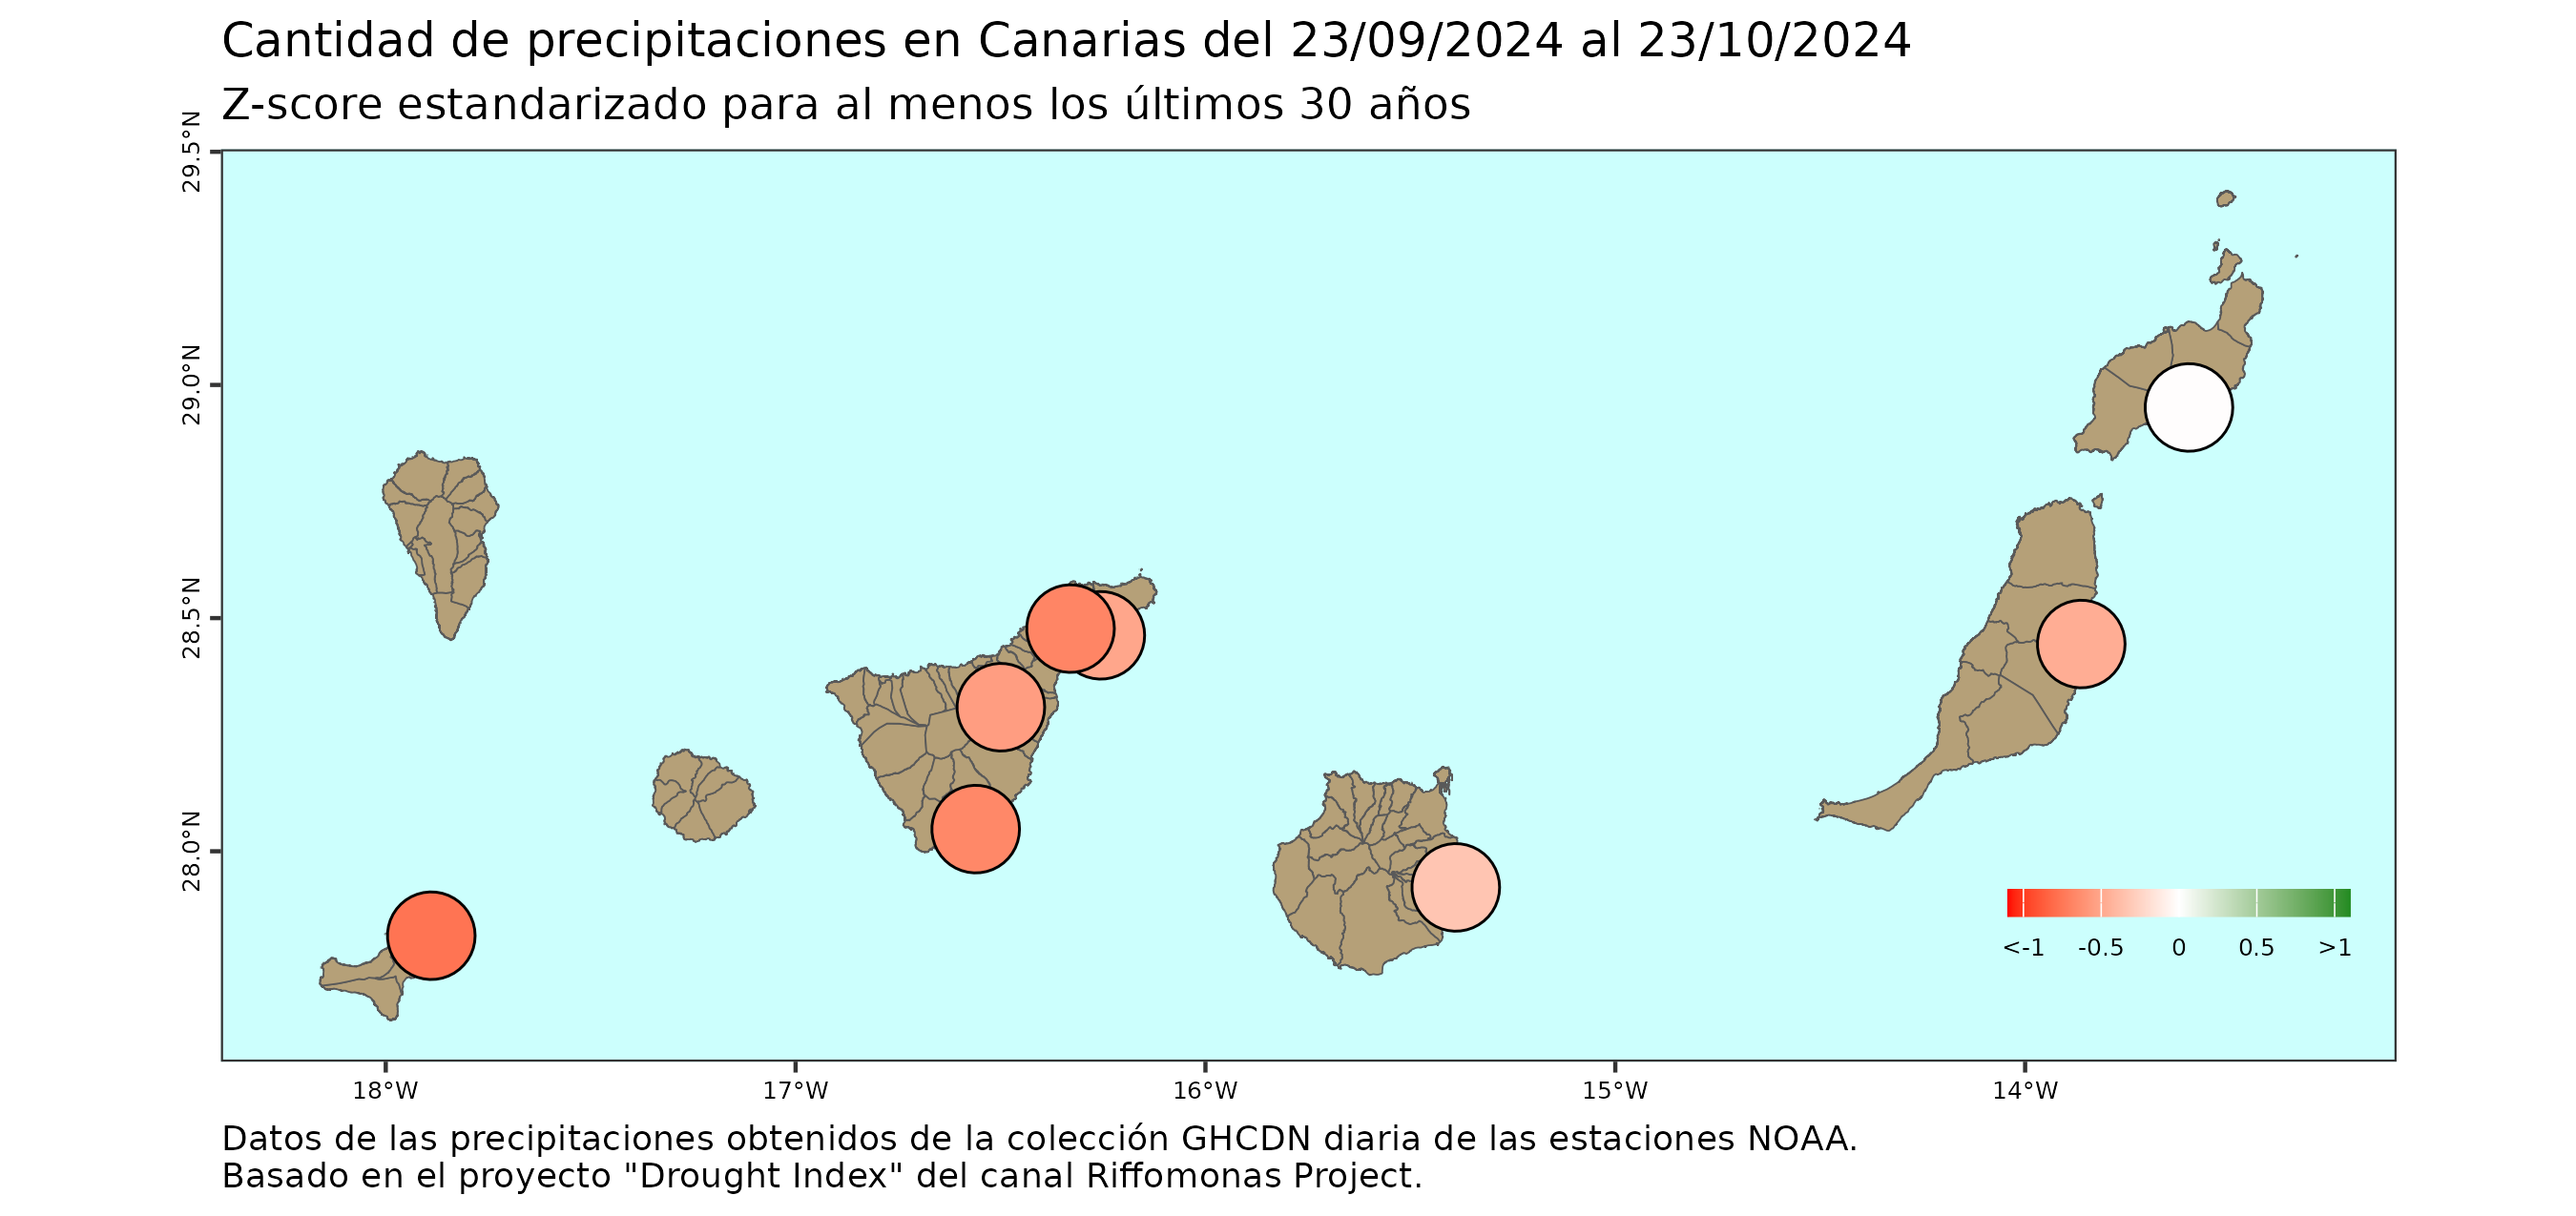 Cantidad de precipitaciones en Canarias del 23/09/2024 al 23/10/2024
Z-score estandarizado para al menos los últimos 30 años
29.5°N
29.0°N
28.5°N
28.0°N
<-1 -0.5 0 0.5 >1
18°W 17°W 16°W 15°W 14°W
Datos de las precipitaciones obtenidos de la colección GHCDN diaria de las estaciones NOAA.
Basado en el proyecto "Drought Index" del canal Riffomonas Project.